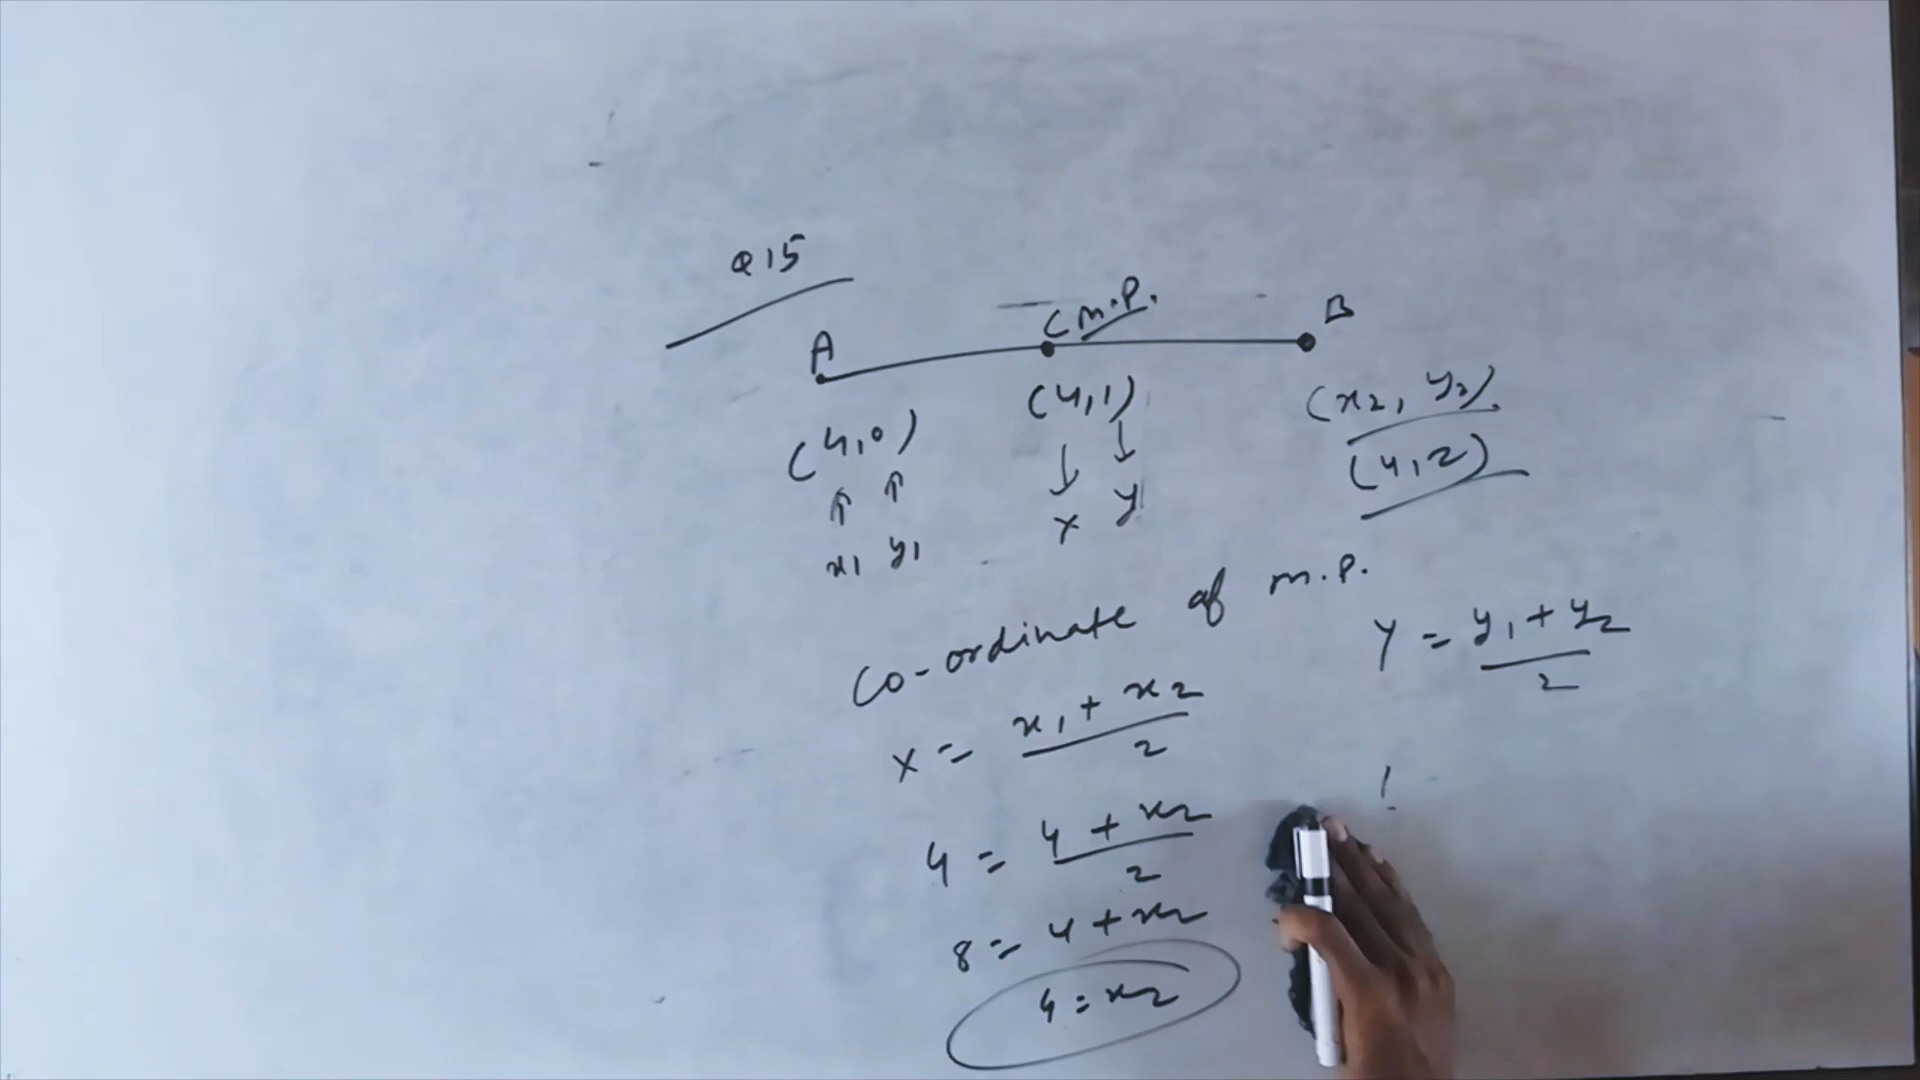 Q15
A C M.P. B
(4,0) (4,1) (x2, y2)
↑ ↑ ↓ ↓ (4,2)
x1 y1 x y
Co-ordinate of m.p.
x = x1 + x2 / 2 y = y1 + y2 / 2
4 = 4 + x2 / 2
8 = 4 + x2
4 = x2